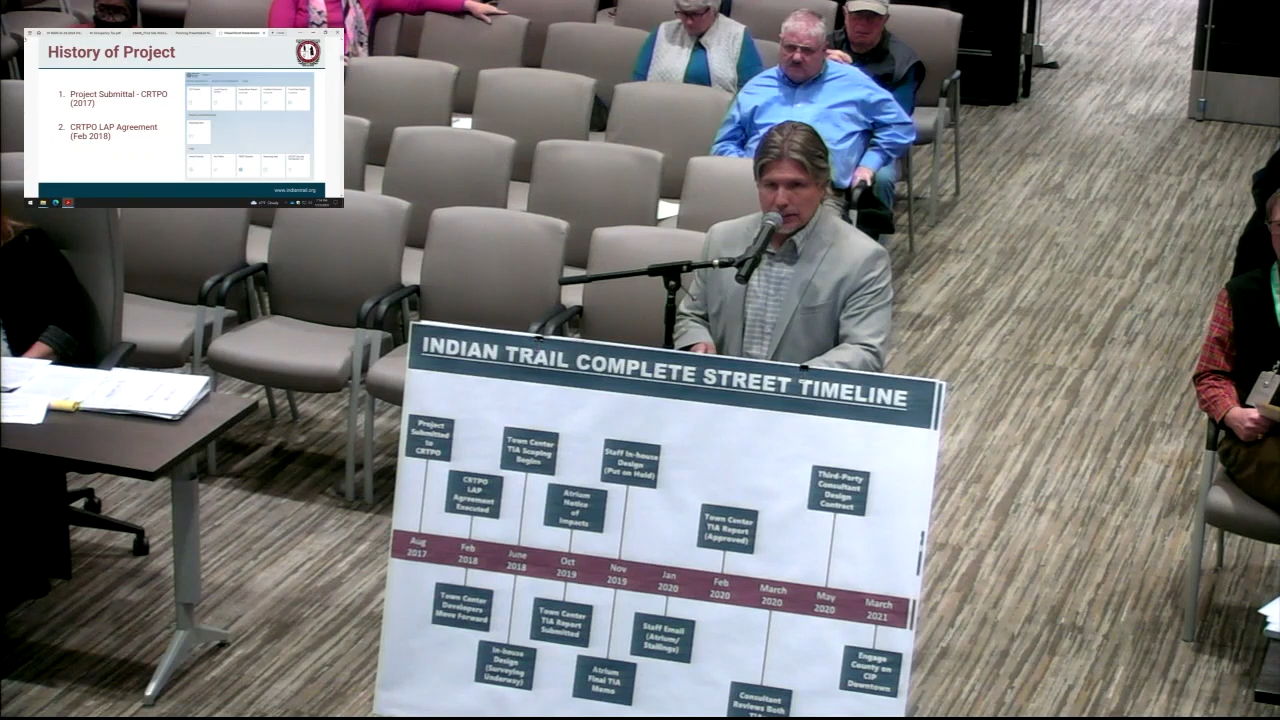 History of Project
1. Project Submittal - CRTPO
(2017)
2. CRTPO LAP Agreement
(Feb 2018)
www.indiantrail.org
INDIAN TRAIL COMPLETE STREET TIMELINE
Project
Submitted
to
CRTPO
CRTPO
LAP
Agreement
Executed
Town Center
TIA Scoping
Begins
Atrium
Notice
of
Impacts
Staff In-house
Design
(Put on Hold)
Town Center
TIA Report
(Approved)
Third-Party
Consultant
Design
Contract
Aug
2017
Feb
2018
June
2018
Oct
2019
Nov
2019
Jan
2020
Feb
2020
March
2020
May
2020
March
2021
Town Center
Developers
Move Forward
In-house
Design
(Surveying
Underway)
Town Center
TIA Report
Submitted
Atrium
Final TIA
Memo
Staff Email
(Atrium/
Stallings)
Consultant
Reviews Both
Engage
County on
CIP
Downtown